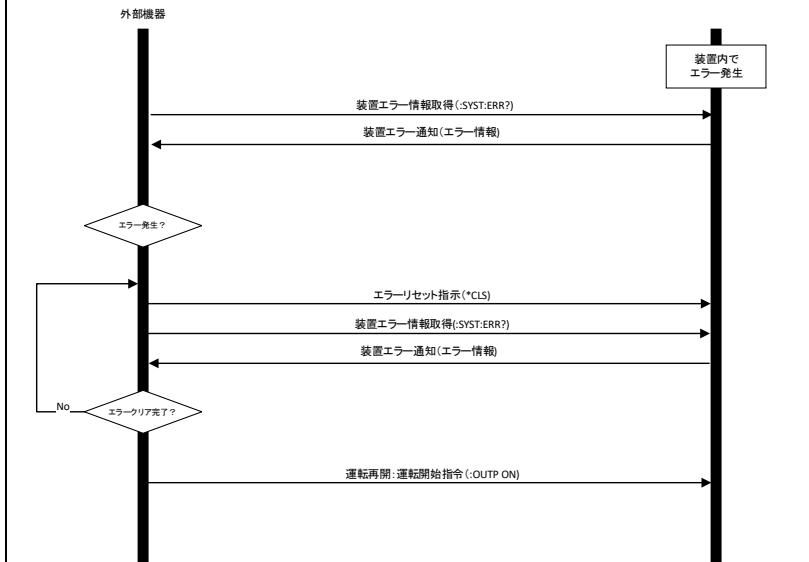 外部機器
装置内で
エラー発生
装置エラー情報取得(:SYST:ERR?)
装置エラー通知(エラー情報)
エラー発生?
エラーリセット指示(*CLS)
装置エラー情報取得(:SYST:ERR?)
装置エラー通知(エラー情報)
No
エラークリア完了?
運転再開:運転開始指令(:OUTP ON)